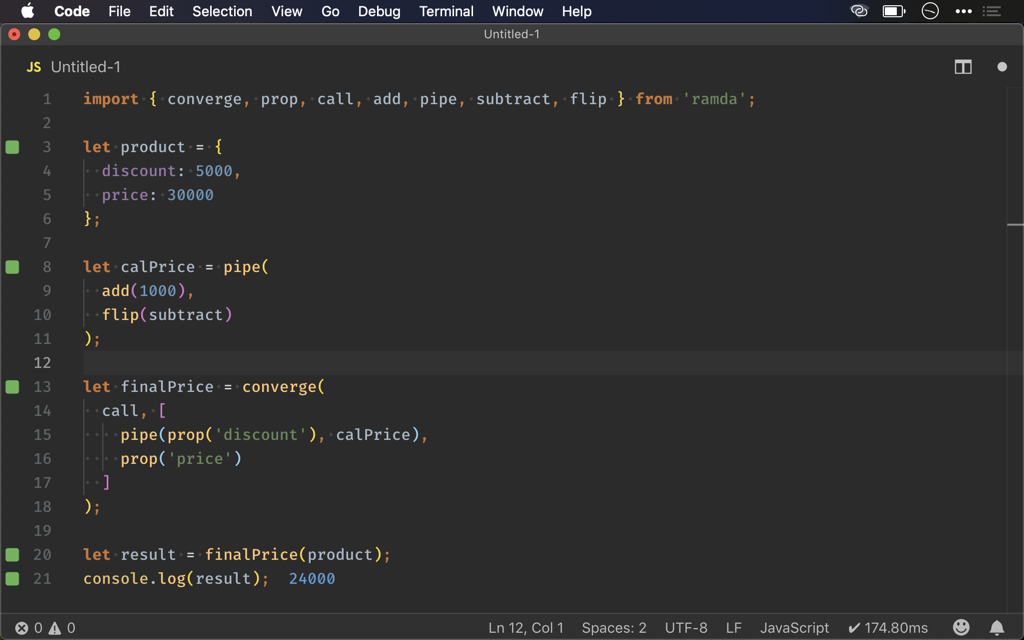 Code File Edit Selection View Go Debug Terminal Window Help
Untitled-1
JS Untitled-1
1 import { converge, prop, call, add, pipe, subtract, flip } from 'ramda';
2
3 let product = {
4 discount: 5000,
5 price: 30000
6 };
7
8 let calPrice = pipe(
9 add(1000),
10 flip(subtract)
11 );
12
13 let finalPrice = converge(
14 call, [
15 pipe(prop('discount'), calPrice),
16 prop('price')
17 ]
18 );
19
20 let result = finalPrice(product);
21 console.log(result); 24000
0 0 Ln 12, Col 1 Spaces: 2 UTF-8 LF JavaScript ✔ 174.80ms